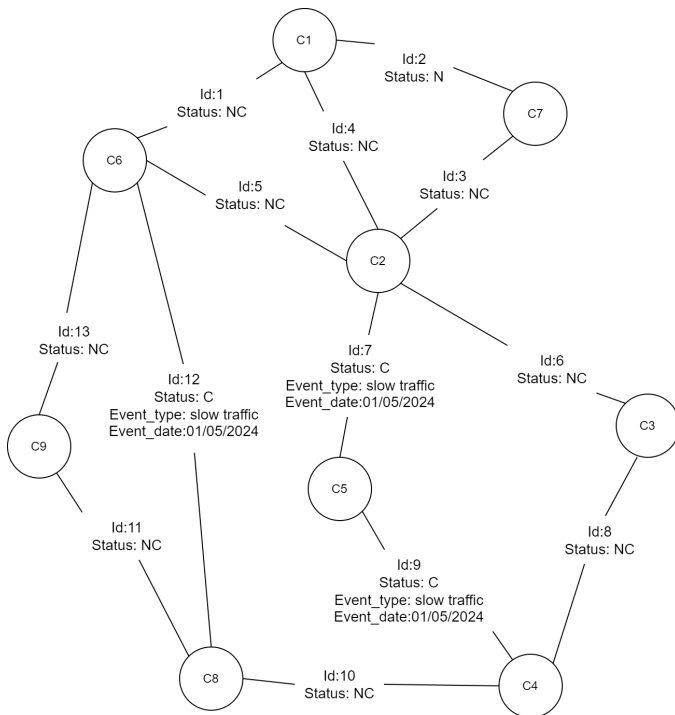 C1
Id:2
Status: N
Id:1
Status: NC
C7
Id:4
Status: NC
C6
Id:3
Status: NC
Id:5
Status: NC
C2
Id:13
Status: NC
Id:7
Status: C
Event_type: slow traffic
Event_date:01/05/2024
Id:6
Status: NC
Id:12
Status: C
Event_type: slow traffic
Event_date:01/05/2024
C3
C9
C5
Id:11
Status: NC
Id:8
Status: NC
Id:9
Status: C
Event_type: slow traffic
Event_date:01/05/2024
C8
Id:10
Status: NC
C4